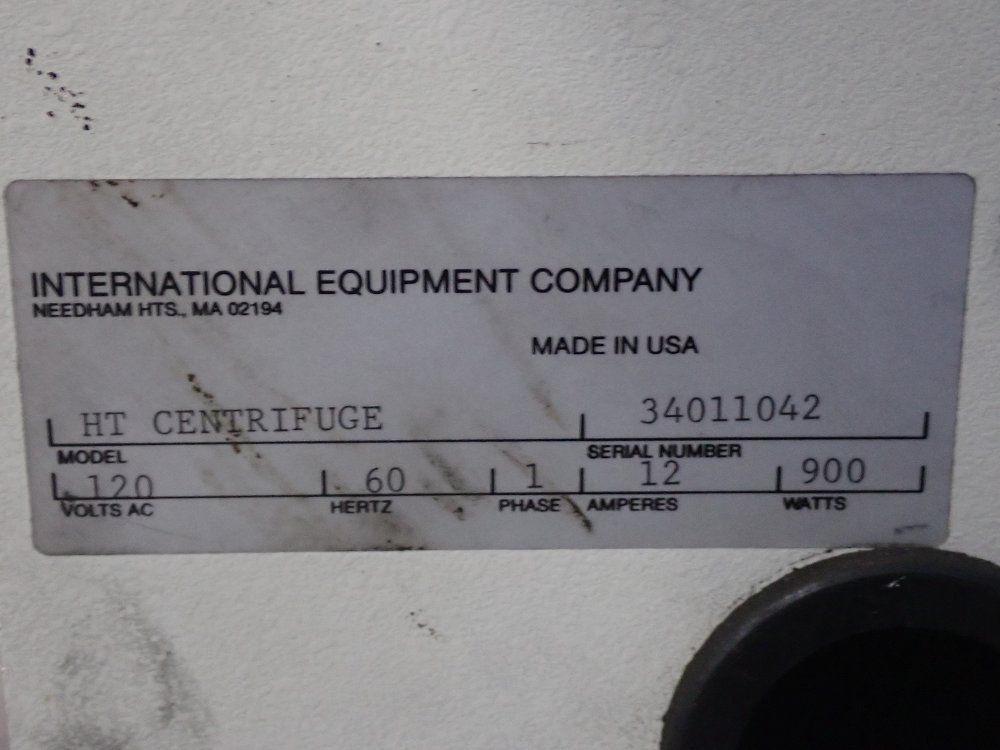 INTERNATIONAL EQUIPMENT COMPANY
NEEDHAM HTS., MA 02194
MADE IN USA
HT CENTRIFUGE 34011042
MODEL SERIAL NUMBER
120 60 1 12 900
VOLTS AC HERTZ PHASE AMPERES WATTS